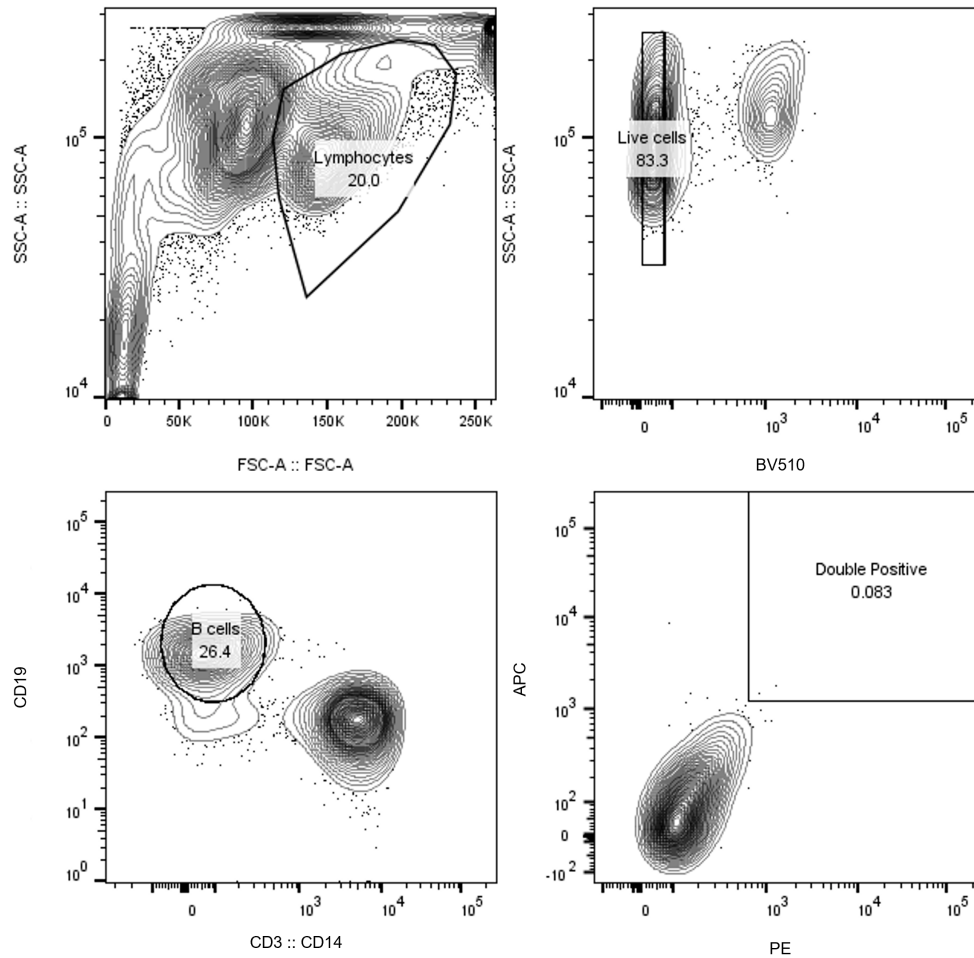 SSC-A :: SSC-A
10^5
10^4
Lymphocytes
20.0
0
50K
100K
150K
200K
250K
FSC-A :: FSC-A
SSC-A :: SSC-A
10^5
10^4
Live cells
83.3
0
10^3
10^4
10^5
BV510
CD19
10^5
10^4
10^3
10^2
10^1
10^0
B cells
26.4
0
10^3
10^4
10^5
CD3 :: CD14
APC
10^5
10^4
10^3
10^2
0
-10^2
Double Positive
0.083
0
10^3
10^4
10^5
PE